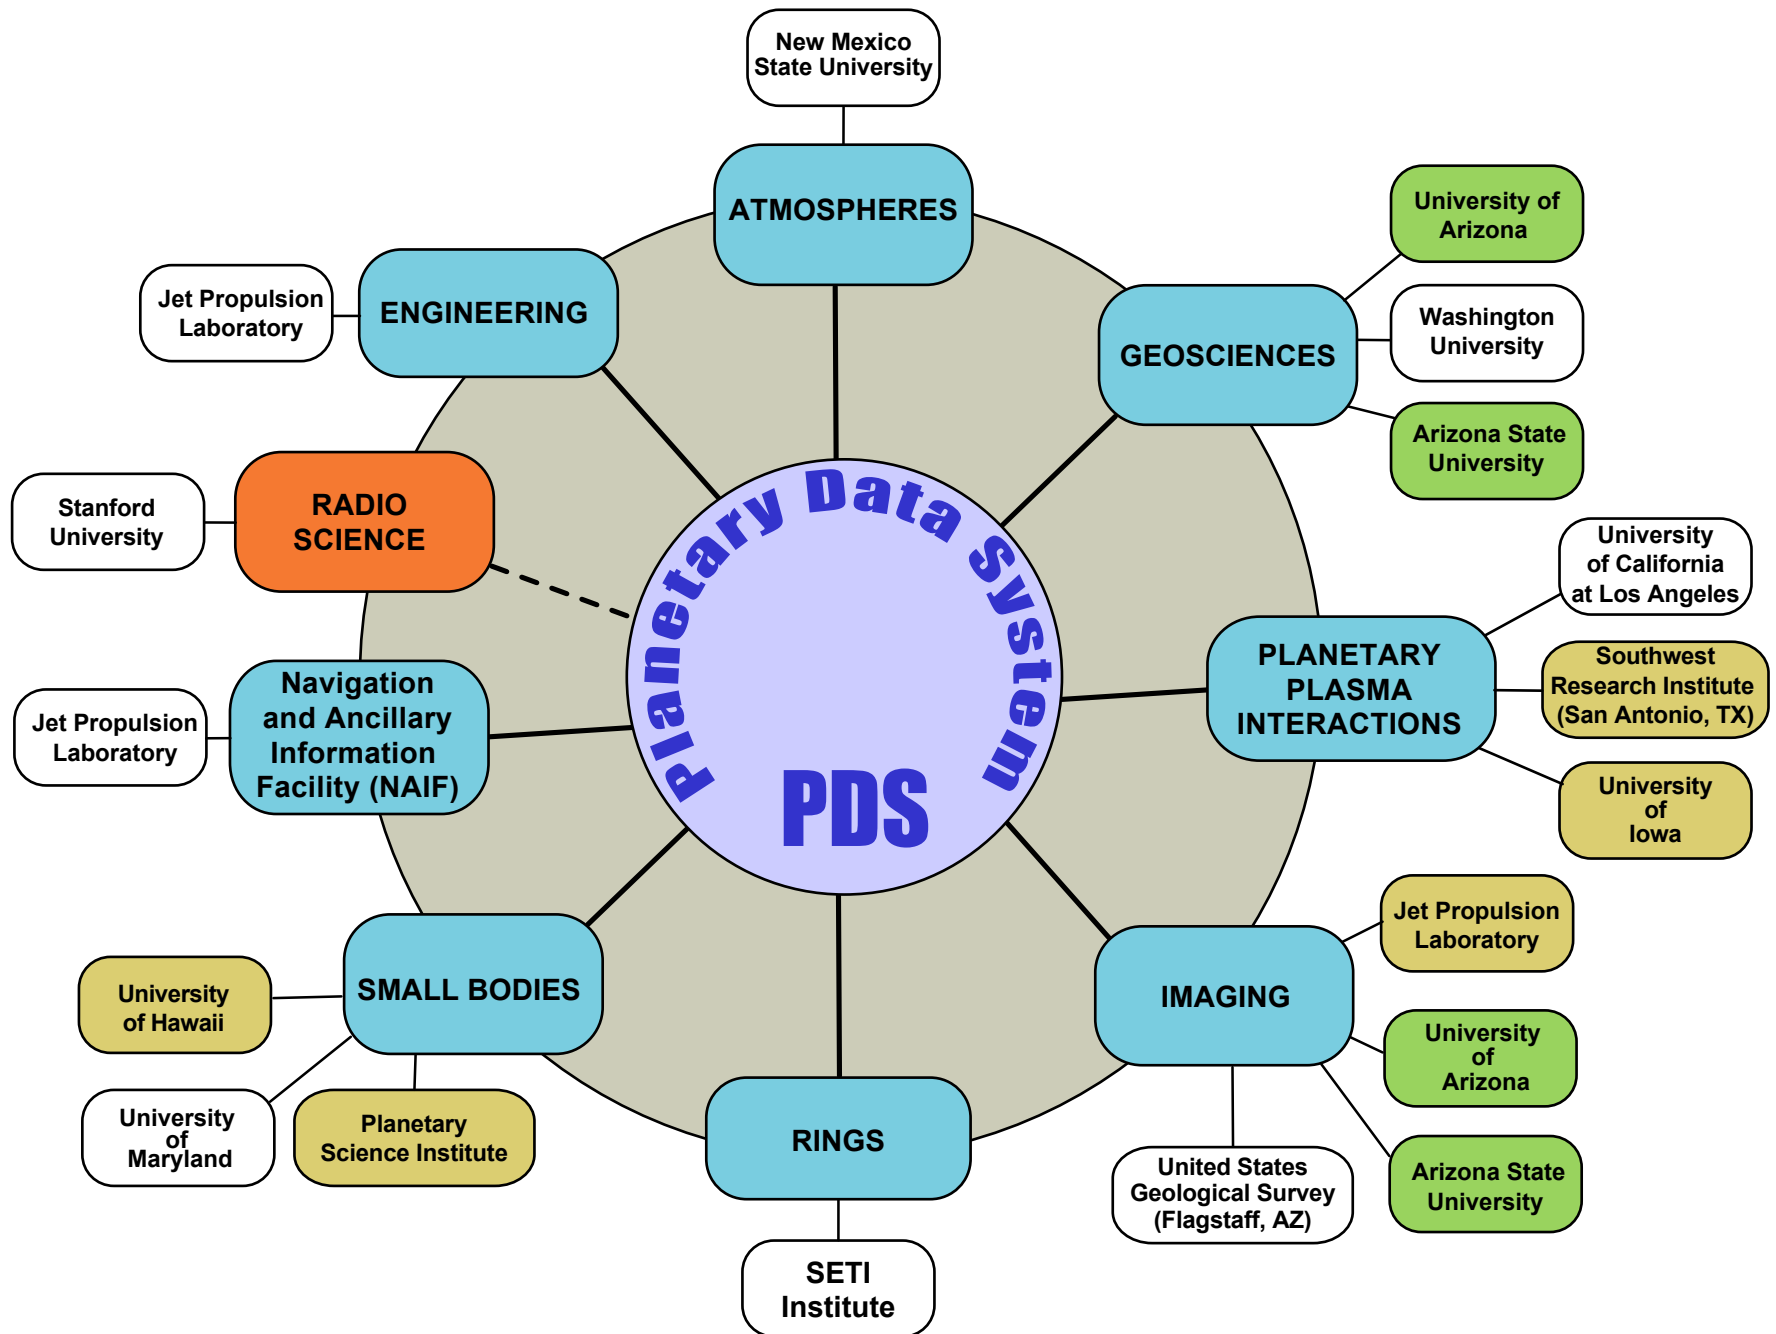 New Mexico
State University
ATMOSPHERES
University of
Arizona
Washington
University
Arizona State
University
GEOSCIENCES
Jet Propulsion
Laboratory
ENGINEERING
Stanford
University
RADIO
SCIENCE
Planetary Data System
PDS
University
of California
at Los Angeles
Southwest
Research Institute
(San Antonio, TX)
University
of
Iowa
PLANETARY
PLASMA
INTERACTIONS
Jet Propulsion
Laboratory
Navigation
and Ancillary
Information
Facility (NAIF)
Jet Propulsion
Laboratory
University
of
Arizona
Arizona State
University
United States
Geological Survey
(Flagstaff, AZ)
IMAGING
SMALL BODIES
University
of Hawaii
University
of
Maryland
Planetary
Science Institute
RINGS
SETI
Institute